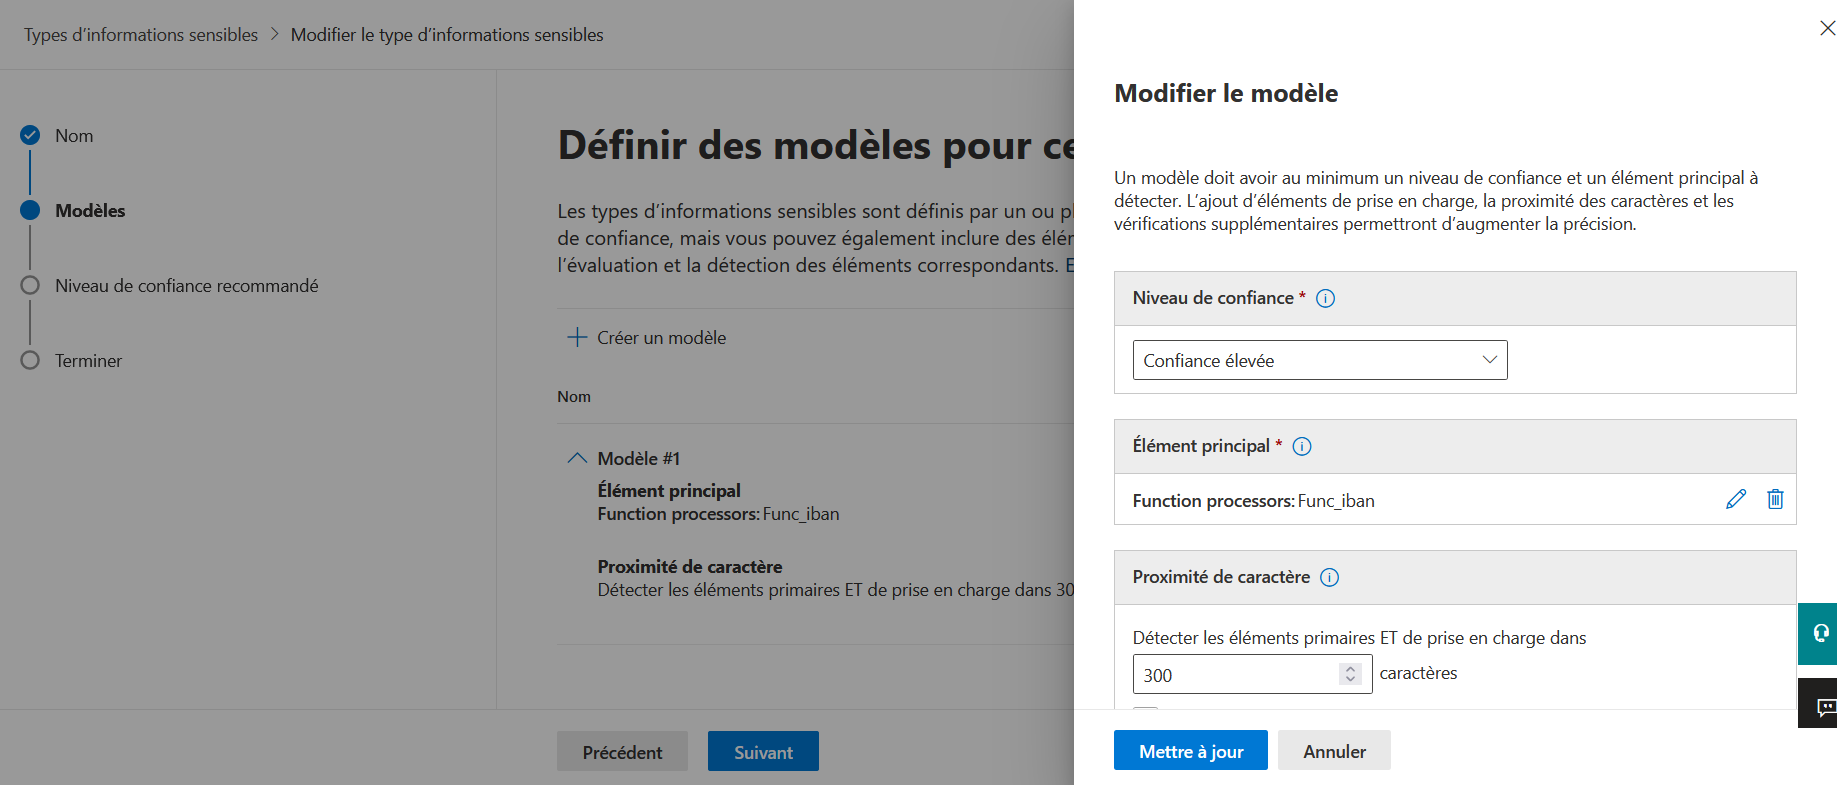 Types d’informations sensibles > Modifier le type d’informations sensibles
Nom
Modèles
Niveau de confiance recommandé
Terminer
Définir des modèles pour ce
Les types d’informations sensibles sont définis par un ou
de confiance, mais vous pouvez également inclure des
l’évaluation et la détection des éléments correspondants.
Créer un modèle
Nom
Modèle #1
Élément principal
Function processors: Func_iban
Proximité de caractère
Détecter les éléments primaires ET de prise en charge dans 30
Précédent
Suivant
Modifier le modèle
Un modèle doit avoir au minimum un niveau de confiance et un élément principal à
détecter. L’ajout d’éléments de prise en charge, la proximité des caractères et les
vérifications supplémentaires permettront d’augmenter la précision.
Niveau de confiance *
Confiance élevée
Élément principal *
Function processors: Func_iban
Proximité de caractère
Détecter les éléments primaires ET de prise en charge dans
300 caractères
Mettre à jour
Annuler